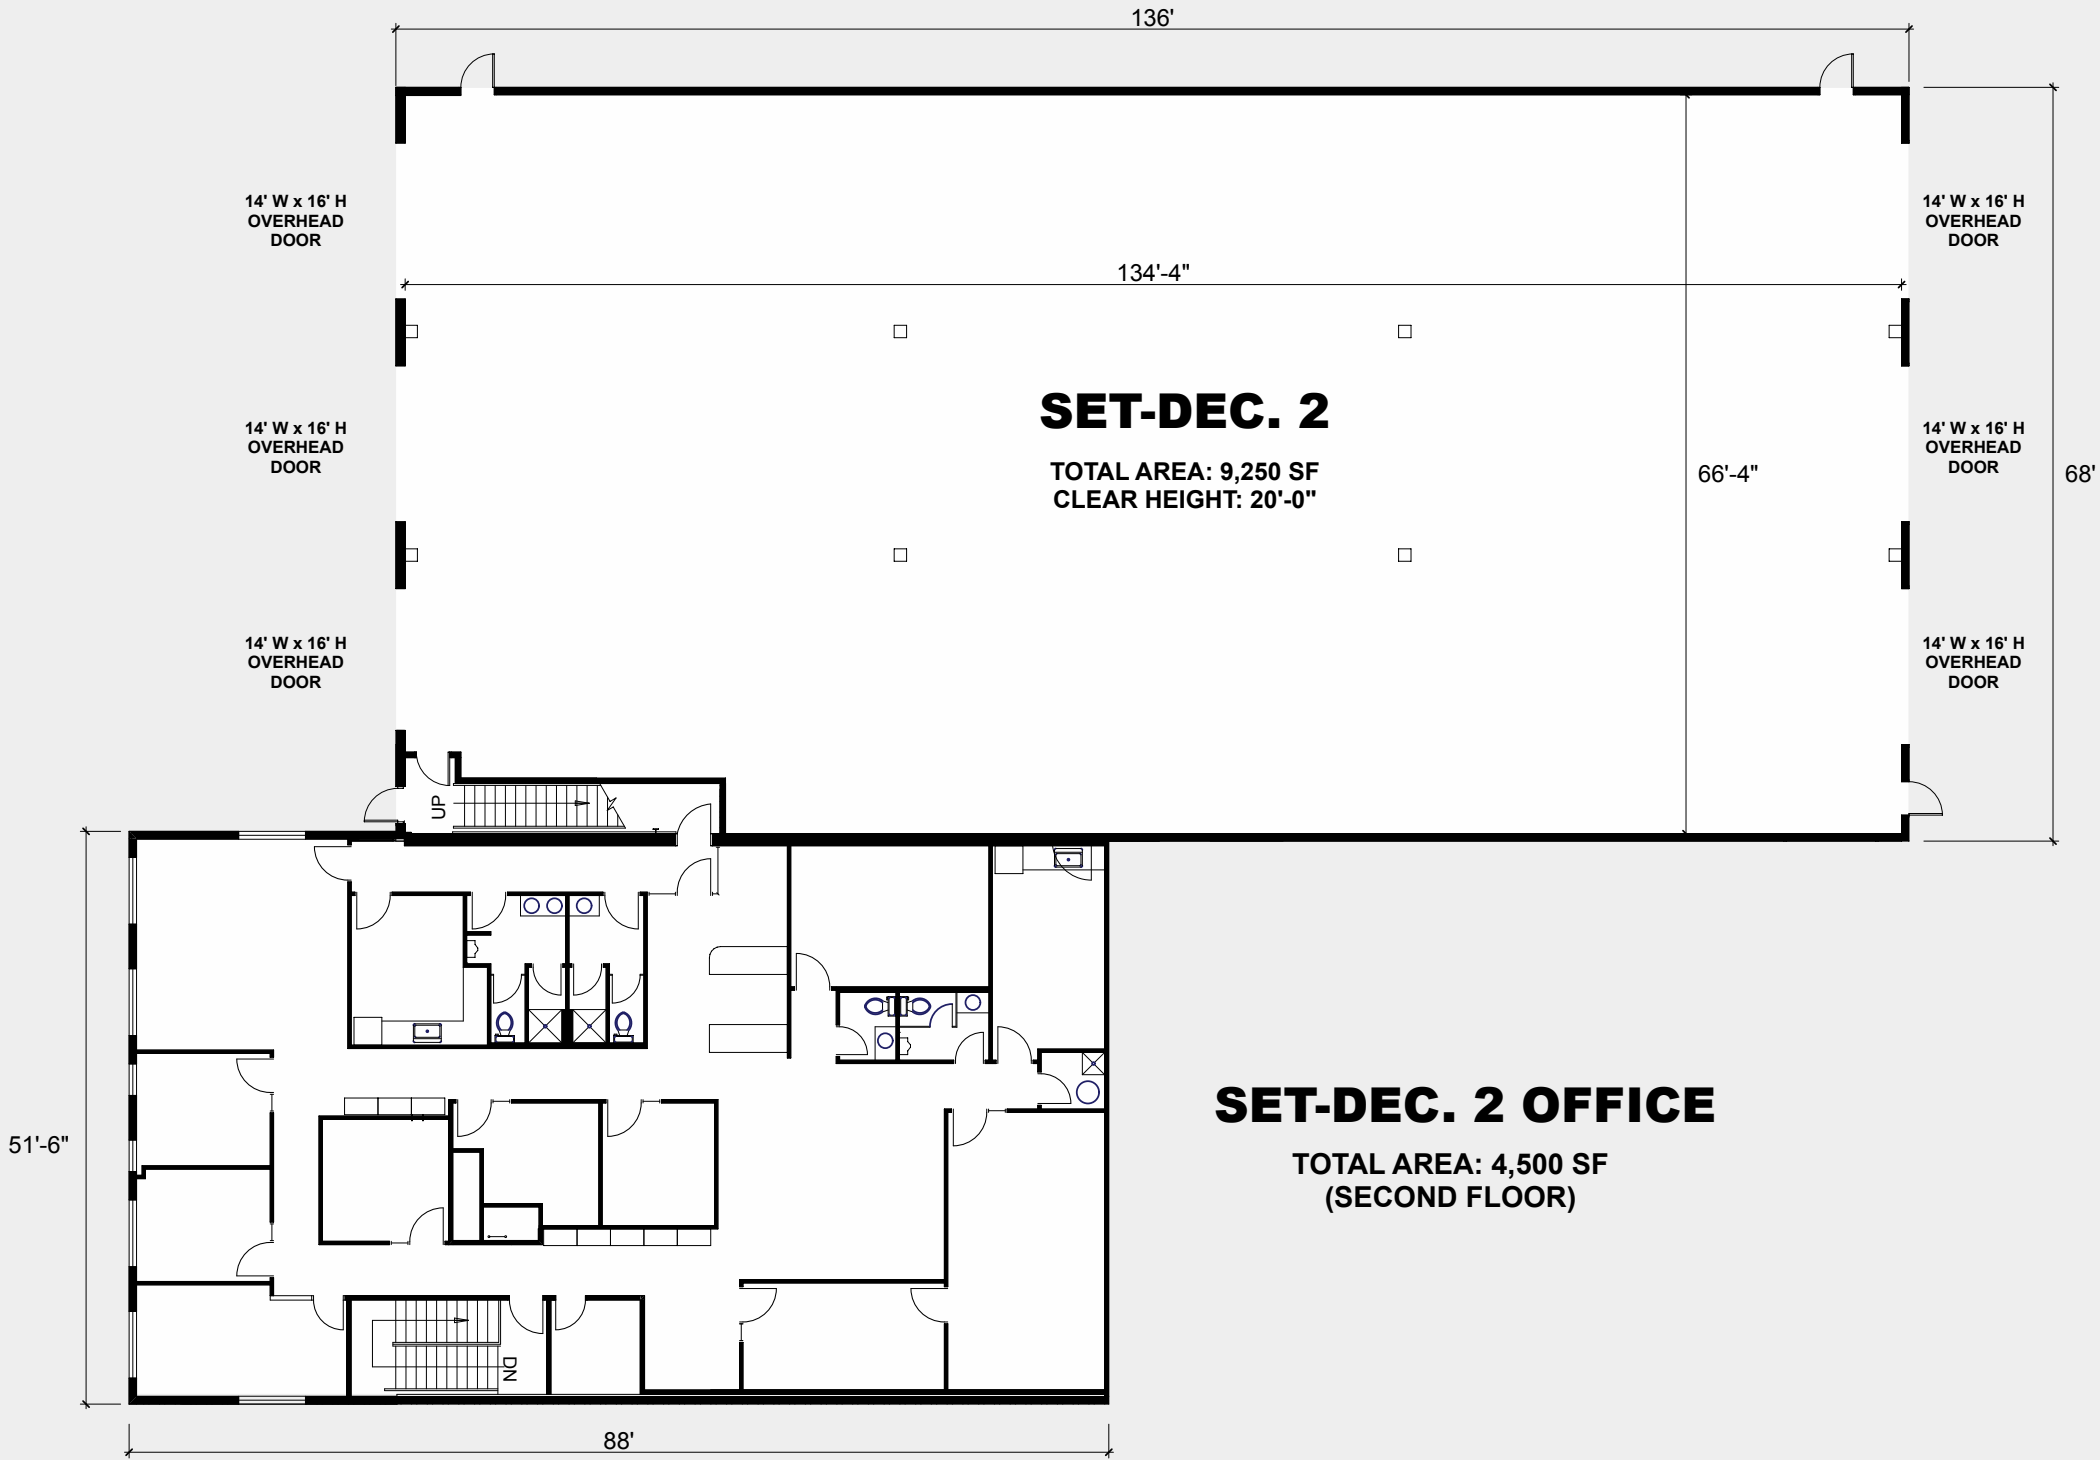 136'
14' W x 16' H
OVERHEAD
DOOR
14' W x 16' H
OVERHEAD
DOOR
134'-4"
SET-DEC. 2
TOTAL AREA: 9,250 SF
CLEAR HEIGHT: 20'-0"
14' W x 16' H
OVERHEAD
DOOR
14' W x 16' H
OVERHEAD
DOOR
66'-4"
68'
14' W x 16' H
OVERHEAD
DOOR
14' W x 16' H
OVERHEAD
DOOR
UP
SET-DEC. 2 OFFICE
TOTAL AREA: 4,500 SF
(SECOND FLOOR)
51'-6"
DN
88'